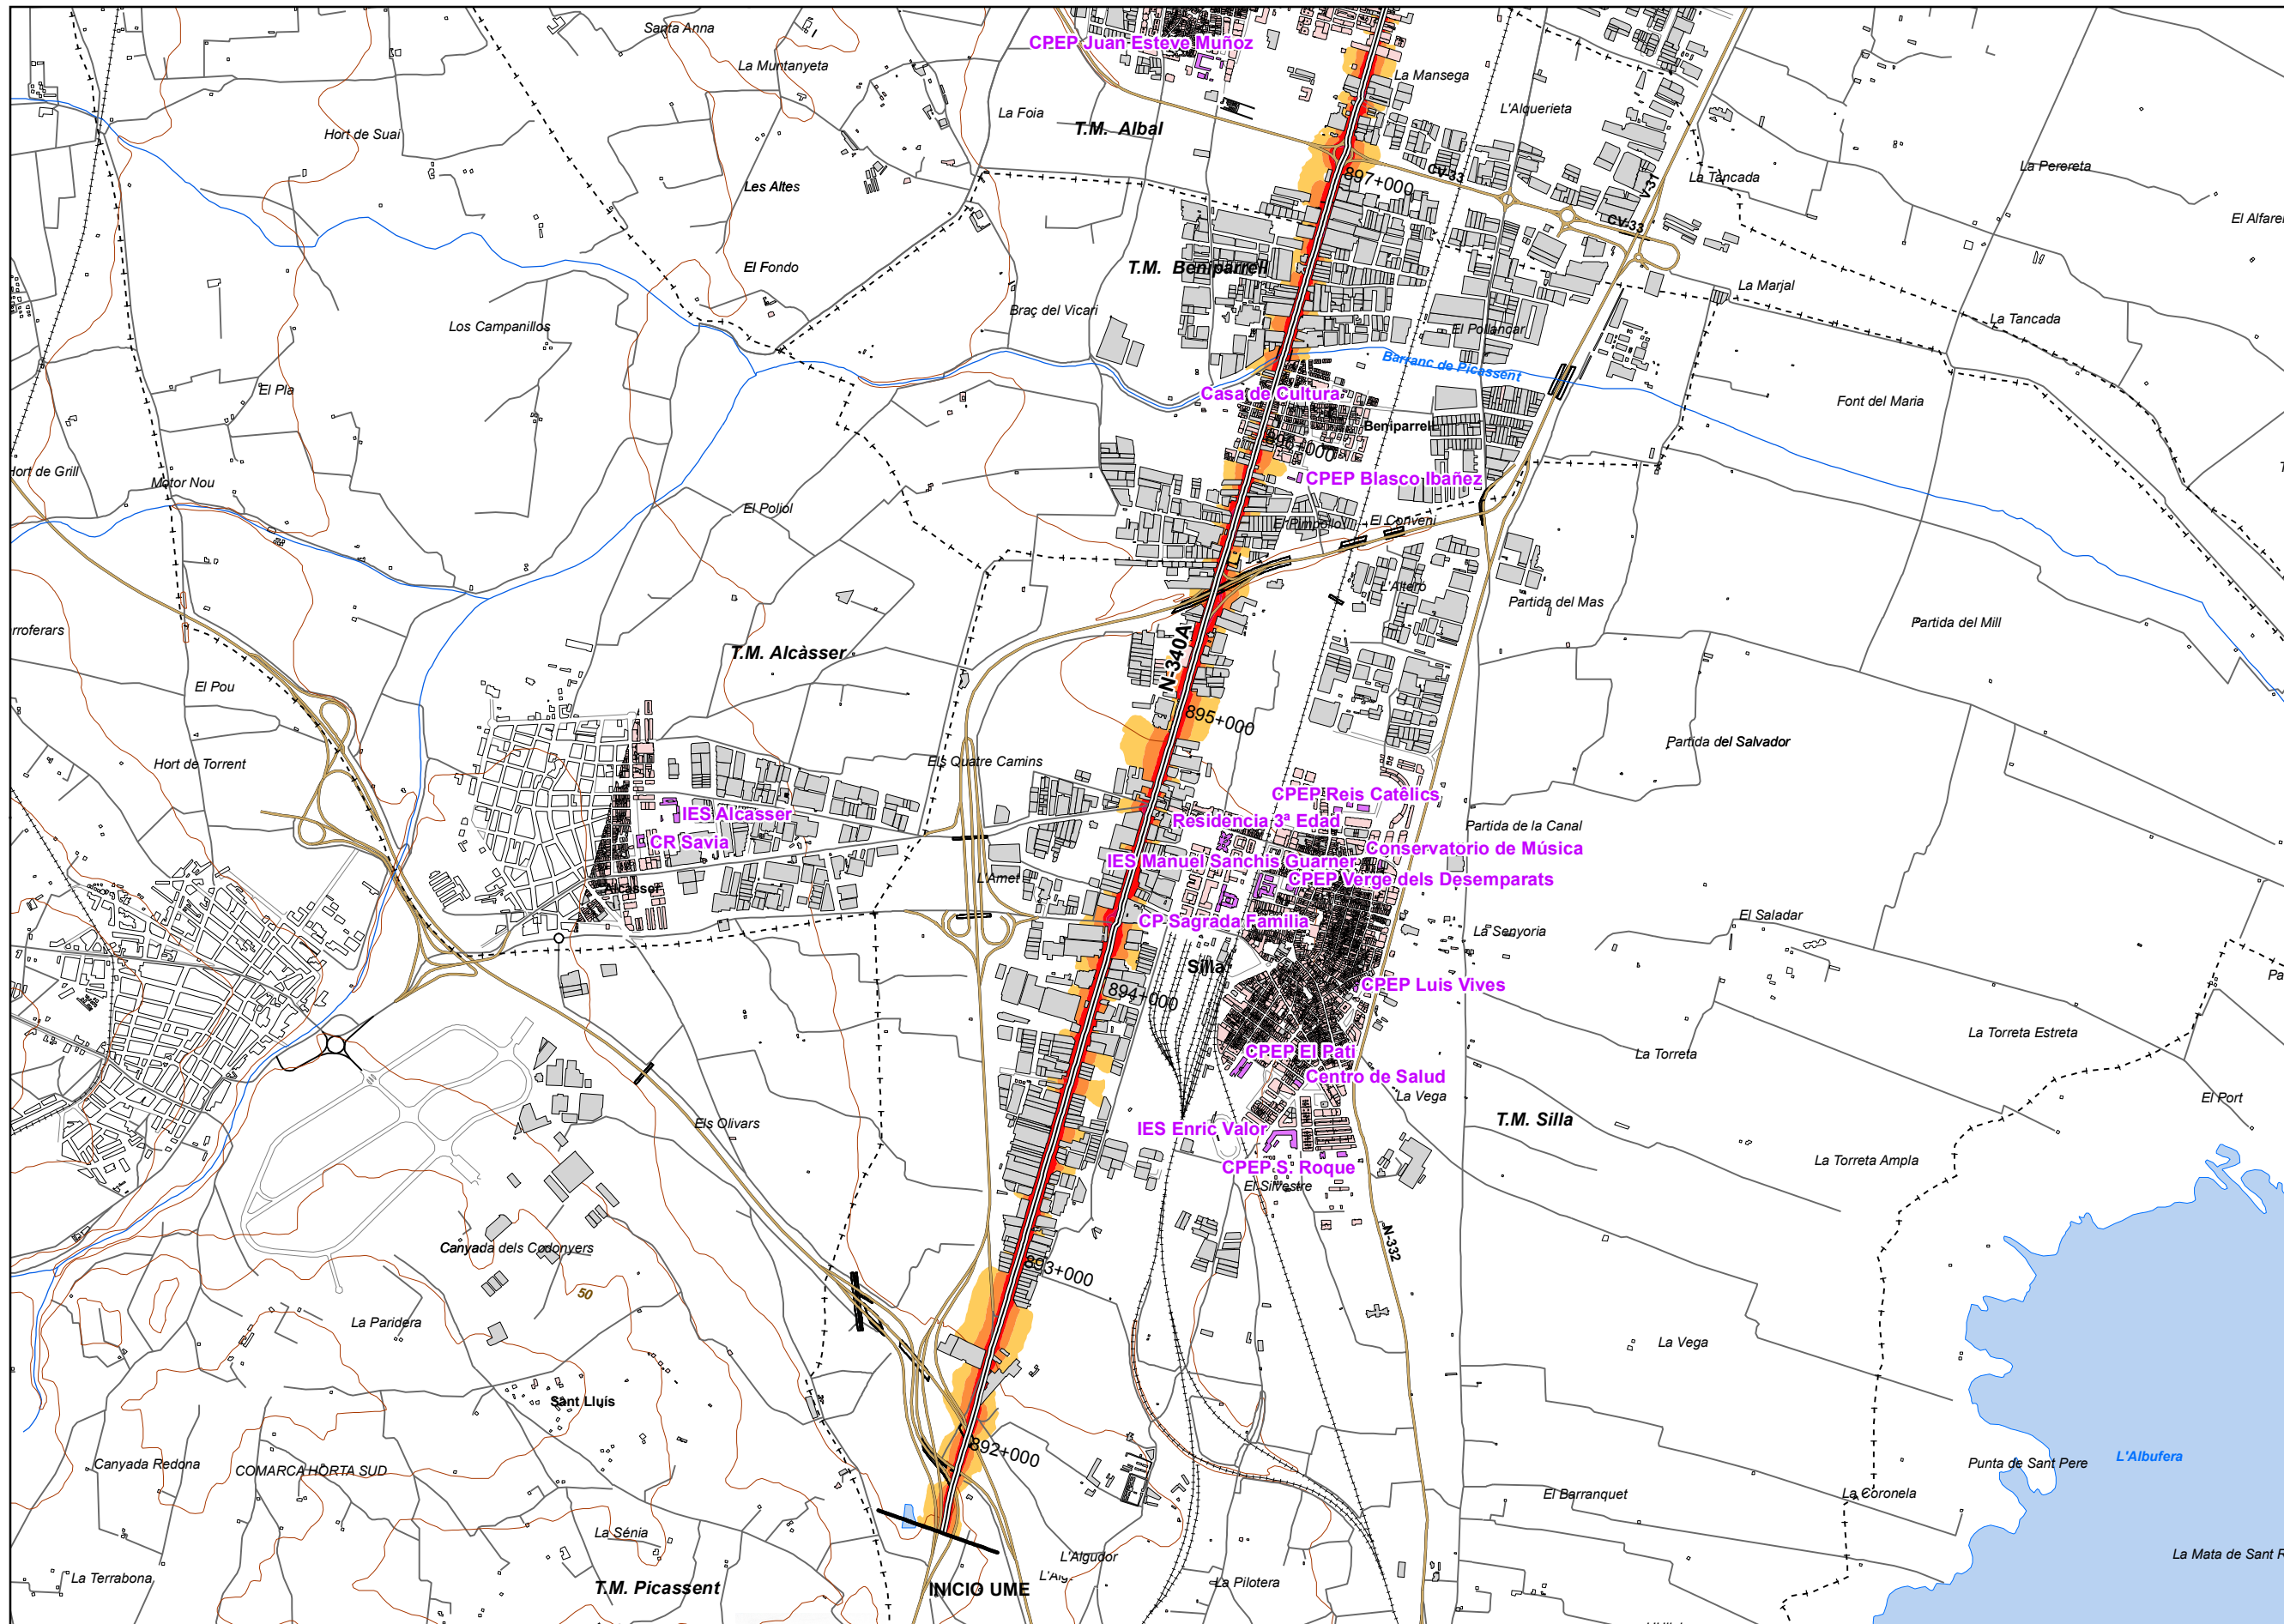 Santa Anna
CPEP Juan Esteve Muñoz
La Muntanyeta
La Mansega
La Foia
L'Alquerieta
T.M. Albal
Hort de Suai
La Perereta
CV-33
897+000
La Tancada
V-31
Les Altes
CV-33
El Fondo
T.M. Beniparrell
La Marjal
Braç del Vicari
La Tancada
Los Campanillos
El Pollancar
Barranc de Picassent
El Pla
Casa de Cultura
Font del Maria
Beniparrell
Hort de Grill
Motor Nou
CPEP Blasco Ibañez
El Poliol
El Pimpollo
El Conveni
L'Altero
Partida del Mas
Partida del Mill
T.M. Alcàsser
N-340A
El Pou
895+000
Partida del Salvador
Hort de Torrent
Els Quatre Camins
CPEP Reis Catèlics
IES Alcasser
Residencia 3ª Edad
Partida de la Canal
CR Savia
Conservatorio de Música
IES Manuel Sanchis Guarner
L'Amet
CPEP Verge dels Desemparats
Alcàsser
CP Sagrada Familia
El Saladar
La Senyoria
Silla
CPEP Luis Vives
894+000
La Torreta Estreta
CPEP El Pati
La Torreta
Centro de Salud
La Vega
El Port
Els Olivars
T.M. Silla
IES Enric Valor
La Torreta Ampla
CPEP S. Roque
El Silvestre
N-332
Canyada dels Codonyers
893+000
50
La Paridera
La Vega
Sant Lluís
892+000
Canyada Redona
COMARCA HORTA SUD
Punta de Sant Pere
L'Albufera
El Barranquet
La Coronela
La Sénia
L'Algudor
La Mata de Sant R
La Terrabona
T.M. Picassent
INICIO UME
La Pilotera